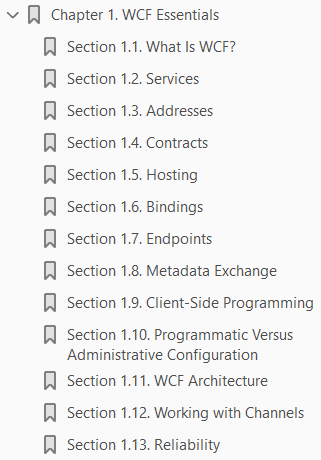 Chapter 1. WCF Essentials
Section 1.1. What Is WCF?
Section 1.2. Services
Section 1.3. Addresses
Section 1.4. Contracts
Section 1.5. Hosting
Section 1.6. Bindings
Section 1.7. Endpoints
Section 1.8. Metadata Exchange
Section 1.9. Client-Side Programming
Section 1.10. Programmatic Versus
Administrative Configuration
Section 1.11. WCF Architecture
Section 1.12. Working with Channels
Section 1.13. Reliability